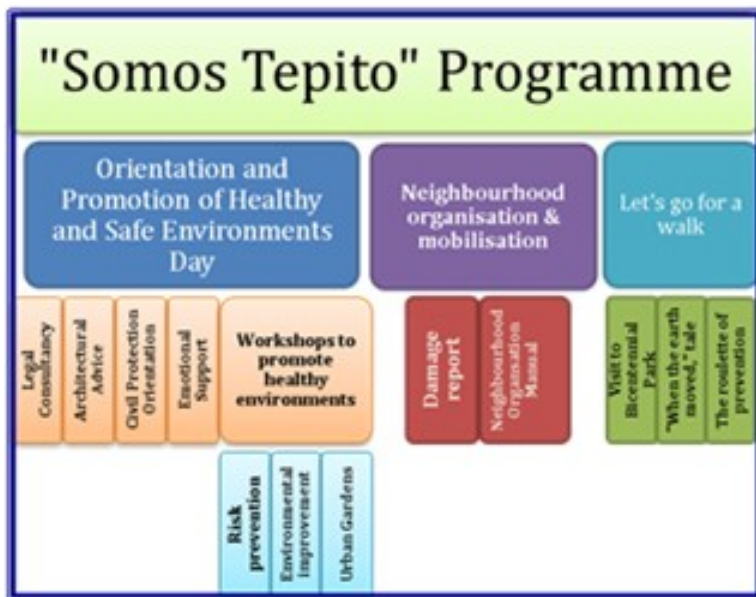 "Somos Tepito" Programme
Orientation and
Promotion of Healthy
and Safe Environments
Day
Neighbourhood
organisation &
mobilisation
Let's go for a
walk
Legal
Consultancy
Architectural
Advice
Civil Protection
Orientation
Emotional
Support
Workshops to
promote
healthy
environments
Damage
report
Neighbourhood
Organsation
Manual
Visit to
Bicentennial
Park
"When the earth
moved," tale
The roulette of
prevention
Risk
prevention
Environmental
improvement
Urban Gardens